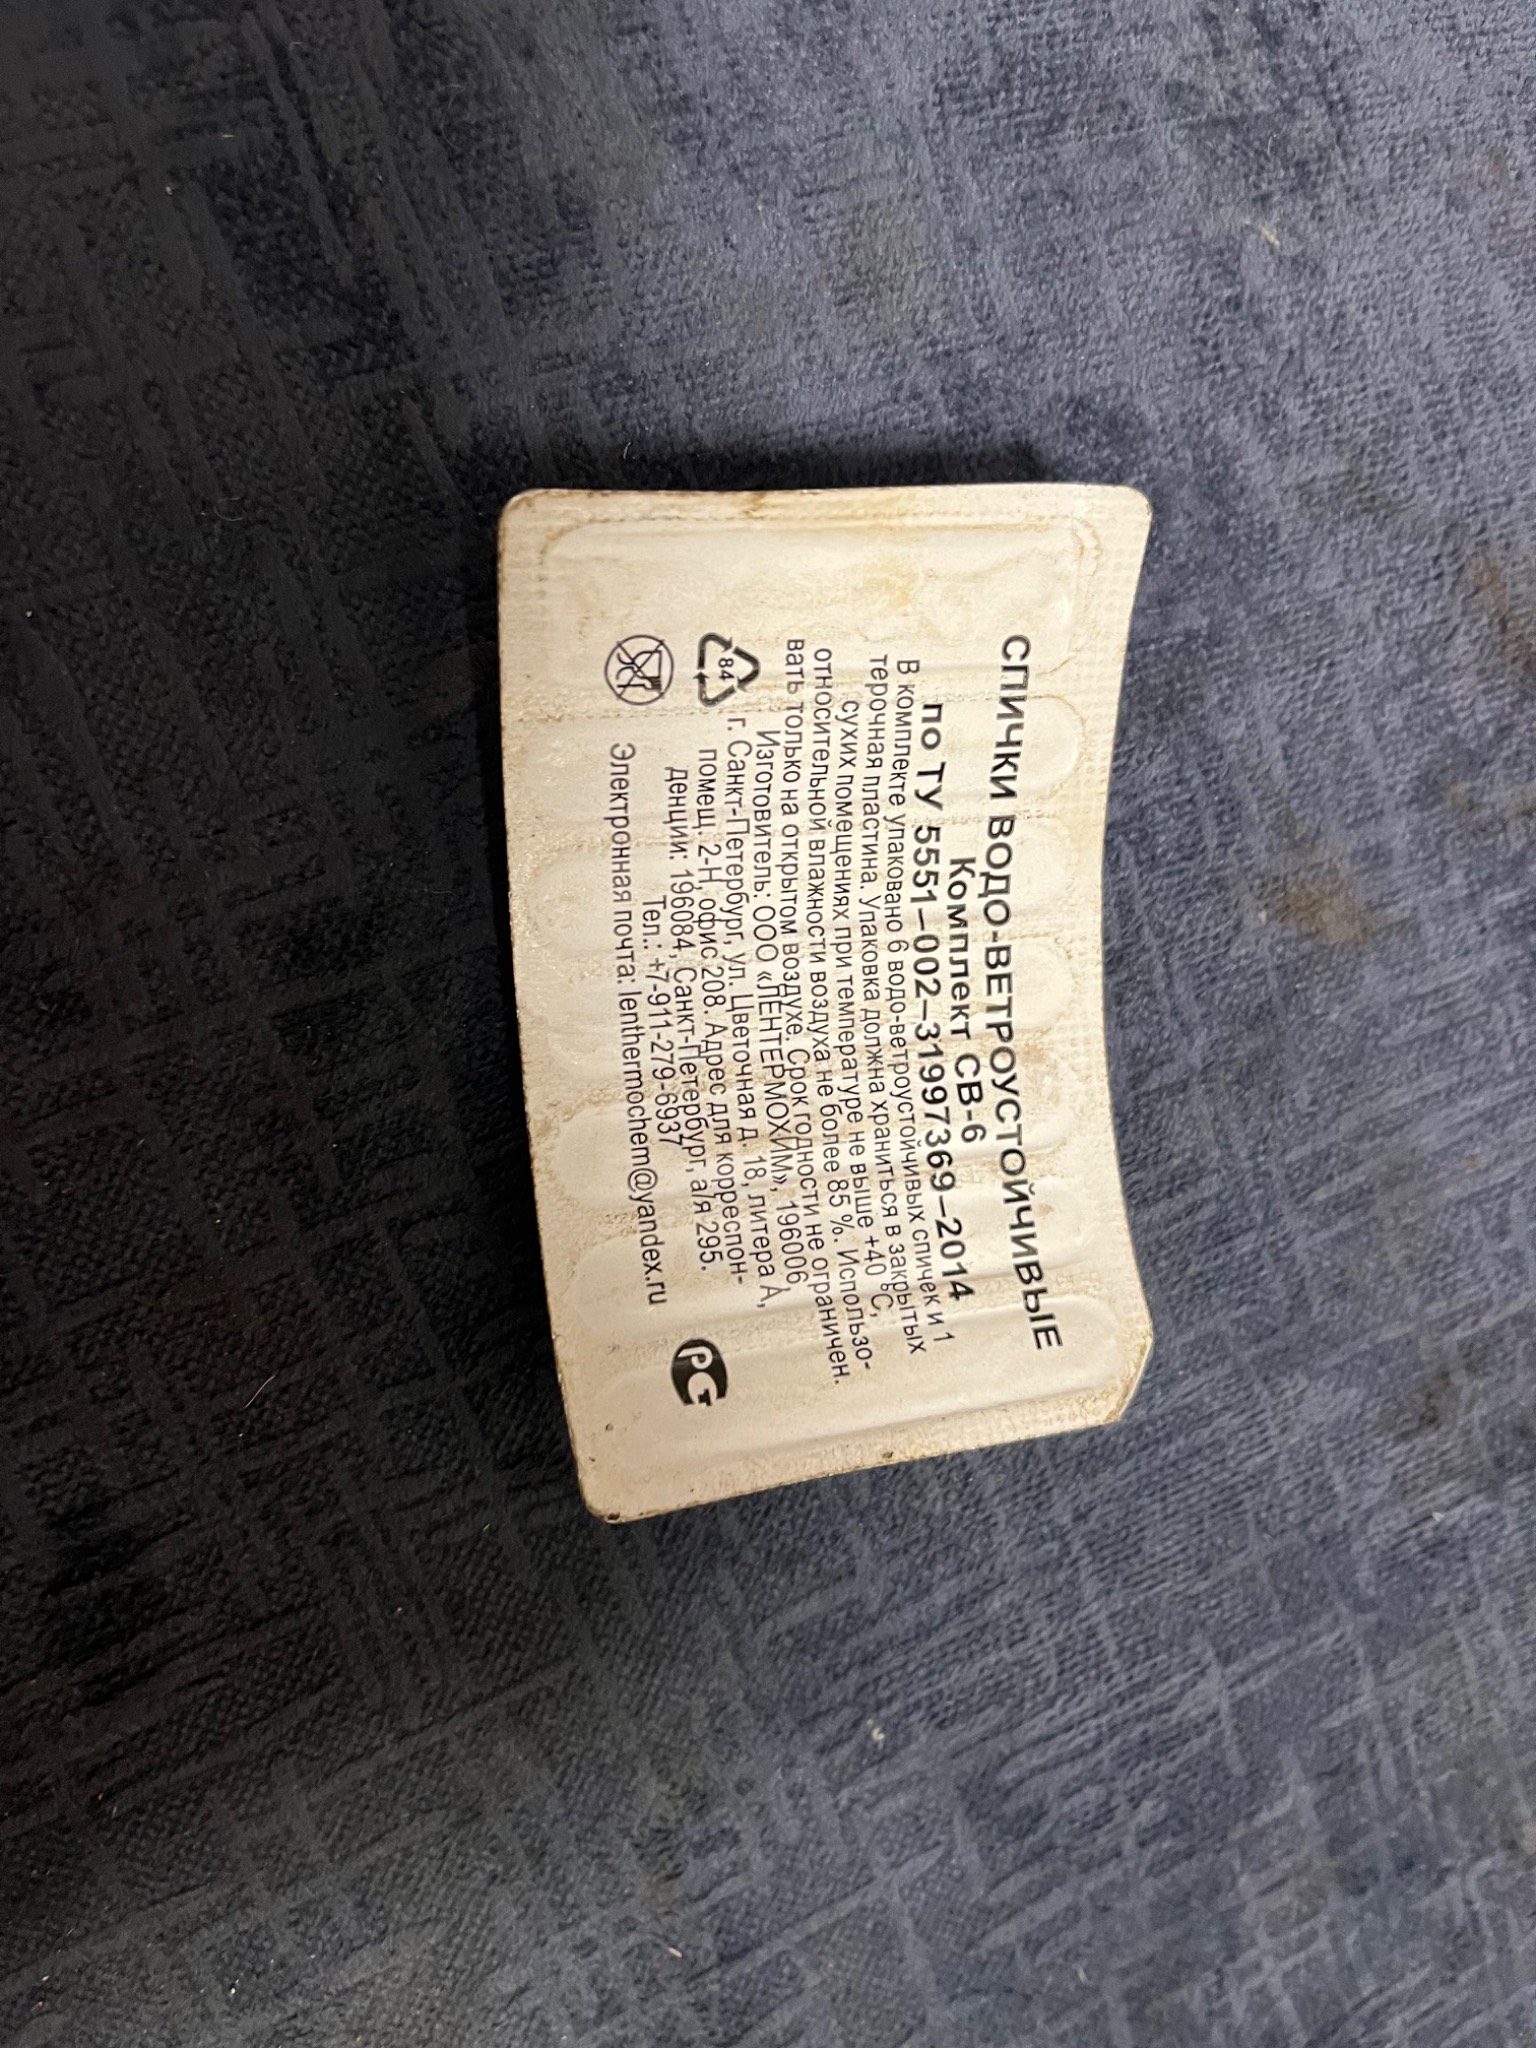 СПИЧКИ ВОДО-ВЕТРОУСТОЙЧИВЫЕ
Комплект СВ-6
по ТУ 5551–002–31997369–2014
В комплекте упаковано 6 водо-ветроустойчивых спичек и 1
терочная пластина. Упаковка должна храниться в закрытых
сухих помещениях при температуре не выше +40 °С,
относительной влажности воздуха не более 85 %. Использо-
вать только на открытом воздухе. Срок годности не ограничен.
Изготовитель: ООО «ЛЕНТЕРМОХИМ», 196006,
г. Санкт-Петербург, ул. Цветочная д. 18, литера А,
помещ. 2-Н, офис 208. Адрес для корреспон-
денции: 196084, Санкт-Петербург, а/я 295.
Тел.: +7-911-279-6937
Электронная почта: lenthermochem@yandex.ru
84
РСТ